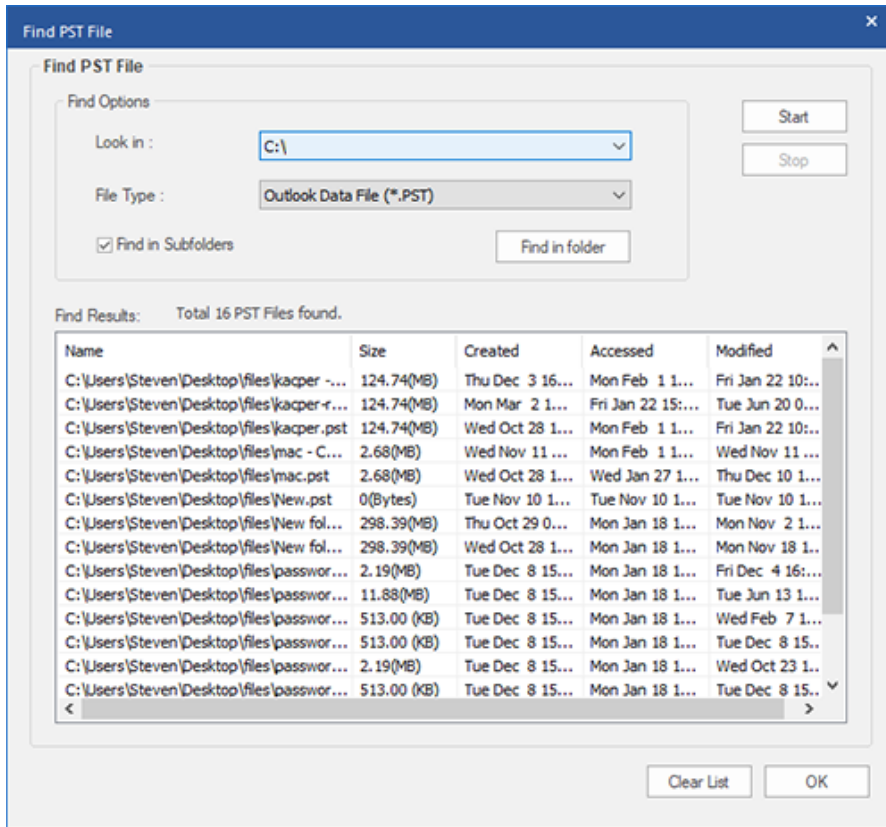 Find PST File
Find PST File
Find Options
Look in :
C:\
Start
Stop
File Type :
Outlook Data File (*.PST)
Find in Subfolders
Find in folder
Find Results: Total 16 PST Files found.
Name Size Created Accessed Modified
C:\Users\Steven\Desktop\files\kacper -... 124.74(MB) Thu Dec 3 16... Mon Feb 1 1... Fri Jan 22 10:..
C:\Users\Steven\Desktop\files\kacper-r... 124.74(MB) Mon Mar 2 1... Fri Jan 22 15:... Tue Jun 20 0...
C:\Users\Steven\Desktop\files\kacper.pst 124.74(MB) Wed Oct 28 1... Mon Feb 1 1... Fri Jan 22 10:..
C:\Users\Steven\Desktop\files\mac - C... 2.68(MB) Wed Nov 11 ... Mon Feb 1 1... Wed Nov 11 ...
C:\Users\Steven\Desktop\files\mac.pst 2.68(MB) Wed Oct 28 1... Wed Jan 27 1... Thu Dec 10 1...
C:\Users\Steven\Desktop\files\New.pst 0(Bytes) Tue Nov 10 1... Tue Nov 10 1... Tue Nov 10 1...
C:\Users\Steven\Desktop\files\New fol... 298.39(MB) Thu Oct 29 0... Mon Jan 18 1... Mon Nov 2 1...
C:\Users\Steven\Desktop\files\New fol... 298.39(MB) Wed Oct 28 1... Mon Jan 18 1... Mon Nov 18 1..
C:\Users\Steven\Desktop\files\passwor... 2.19(MB) Tue Dec 8 15... Mon Jan 18 1... Fri Dec 4 16:...
C:\Users\Steven\Desktop\files\passwor... 11.88(MB) Tue Dec 8 15... Mon Jan 18 1... Tue Jun 13 1...
C:\Users\Steven\Desktop\files\passwor... 513.00 (KB) Tue Dec 8 15... Mon Jan 18 1... Wed Feb 7 1...
C:\Users\Steven\Desktop\files\passwor... 513.00 (KB) Tue Dec 8 15... Mon Jan 18 1... Tue Dec 8 15...
C:\Users\Steven\Desktop\files\passwor... 2.19(MB) Tue Dec 8 15... Mon Jan 18 1... Wed Oct 23 1..
C:\Users\Steven\Desktop\files\passwor... 513.00 (KB) Tue Dec 8 15... Mon Jan 18 1... Tue Dec 8 15..
Clear List
OK